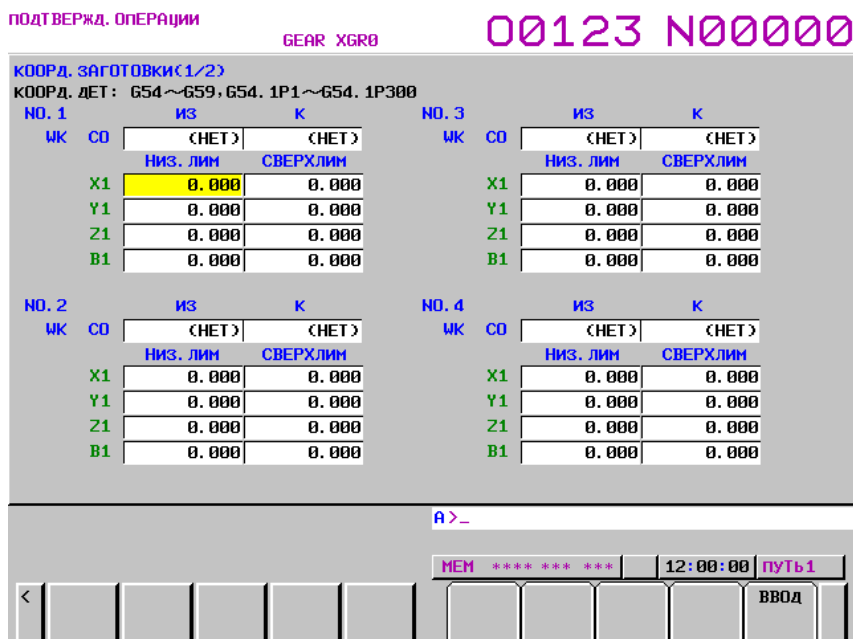 ПОДТВЕРЖД. ОПЕРАЦИИ
GEAR XGR0 O0123 N00000
КООРД. ЗАГОТОВКИ(1/2)
КООРД. ДЕТ: G54~G59,G54.1P1~G54.1P300
NO. 1 ИЗ К NO. 3 ИЗ К
WK CO (НЕТ) (НЕТ) WK CO (НЕТ) (НЕТ)
НИЗ. ЛИМ СВЕРХЛИМ НИЗ. ЛИМ СВЕРХЛИМ
X1 0.000 0.000 X1 0.000 0.000
Y1 0.000 0.000 Y1 0.000 0.000
Z1 0.000 0.000 Z1 0.000 0.000
B1 0.000 0.000 B1 0.000 0.000
NO. 2 ИЗ К NO. 4 ИЗ К
WK CO (НЕТ) (НЕТ) WK CO (НЕТ) (НЕТ)
НИЗ. ЛИМ СВЕРХЛИМ НИЗ. ЛИМ СВЕРХЛИМ
X1 0.000 0.000 X1 0.000 0.000
Y1 0.000 0.000 Y1 0.000 0.000
Z1 0.000 0.000 Z1 0.000 0.000
B1 0.000 0.000 B1 0.000 0.000
A>_
MEM **** *** *** 12:00:00 ПУТЬ1
< ВВОД